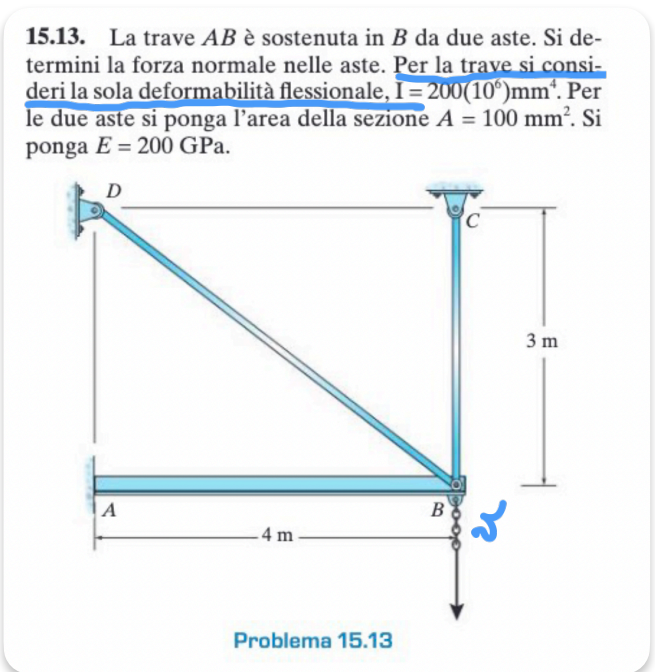 15.13. La trave AB è sostenuta in B da due aste. Si de-
termini la forza normale nelle aste. Per la trave si consi-
deri la sola deformabilità flessionale, I = 200(10⁶)mm⁴. Per
le due aste si ponga l'area della sezione A = 100 mm². Si
ponga E = 200 GPa.
D
C
3 m
A
B
4 m
Problema 15.13